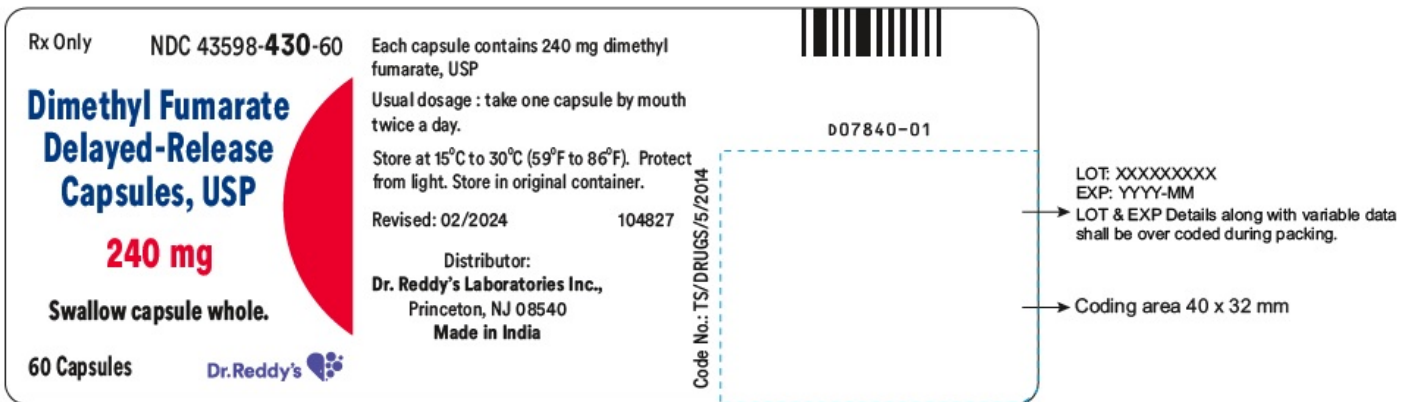 Rx Only NDC 43598-430-60
Dimethyl Fumarate
Delayed-Release
Capsules, USP
240 mg
Swallow capsule whole.
60 Capsules Dr.Reddy's
Each capsule contains 240 mg dimethyl
fumarate, USP
Usual dosage : take one capsule by mouth
twice a day.
Store at 15⁰C to 30⁰C (59⁰F to 86⁰F). Protect
from light. Store in original container.
Revised: 02/2024 104827
Distributor:
Dr. Reddy's Laboratories Inc.,
Princeton, NJ 08540
Made in India
Code No.: TS/DRUGS/5/2014
D07840-01
LOT: XXXXXXXXX
EXP: YYYY-MM
LOT & EXP Details along with variable data
shall be over coded during packing.
Coding area 40 x 32 mm